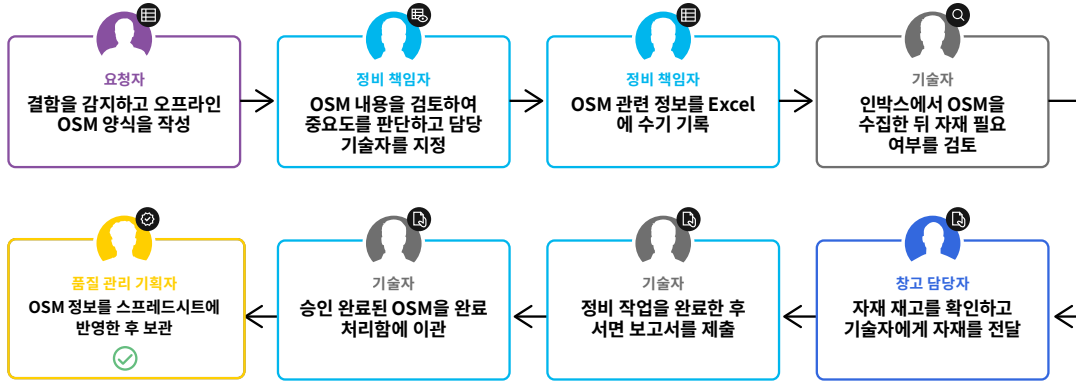 요청자
결함을 감지하고 오프라인
OSM 양식을 작성
정비 책임자
OSM 내용을 검토하여
중요도를 판단하고 담당
기술자를 지정
정비 책임자
OSM 관련 정보를 Excel
에 수기 기록
기술자
인박스에서 OSM을
수집한 뒤 자재 필요
여부를 검토
창고 담당자
자재 재고를 확인하고
기술자에게 자재를 전달
기술자
정비 작업을 완료한 후
서면 보고서를 제출
기술자
승인 완료된 OSM을 완료
처리함에 이관
품질 관리 기획자
OSM 정보를 스프레드시트에
반영한 후 보관